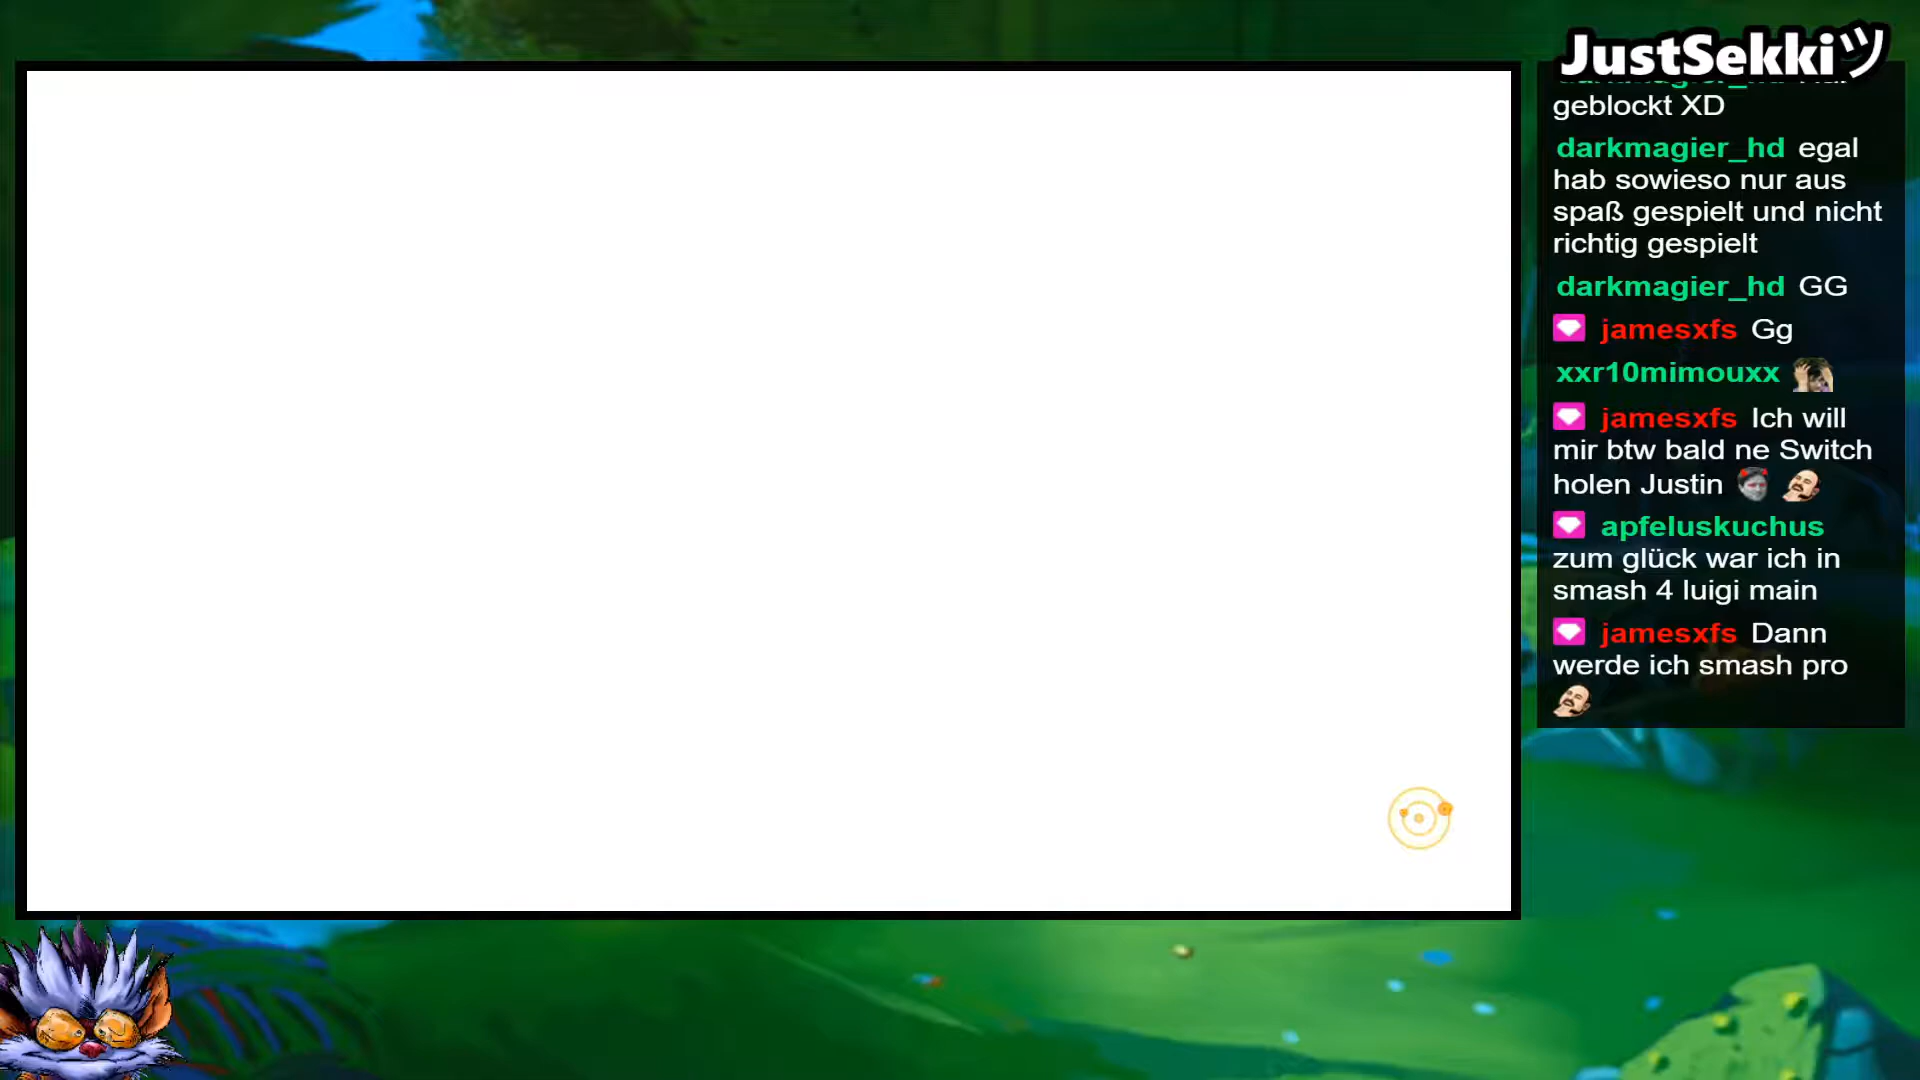 JustSekkiツ
geblockt XD
darkmagier_hd egal
hab sowieso nur aus
spaß gespielt und nicht
richtig gespielt
darkmagier_hd GG
jamesxfs Gg
xxr10mimouxx
jamesxfs Ich will
mir btw bald ne Switch
holen Justin
apfeluskuchus
zum glück war ich in
smash 4 luigi main
jamesxfs Dann
werde ich smash pro